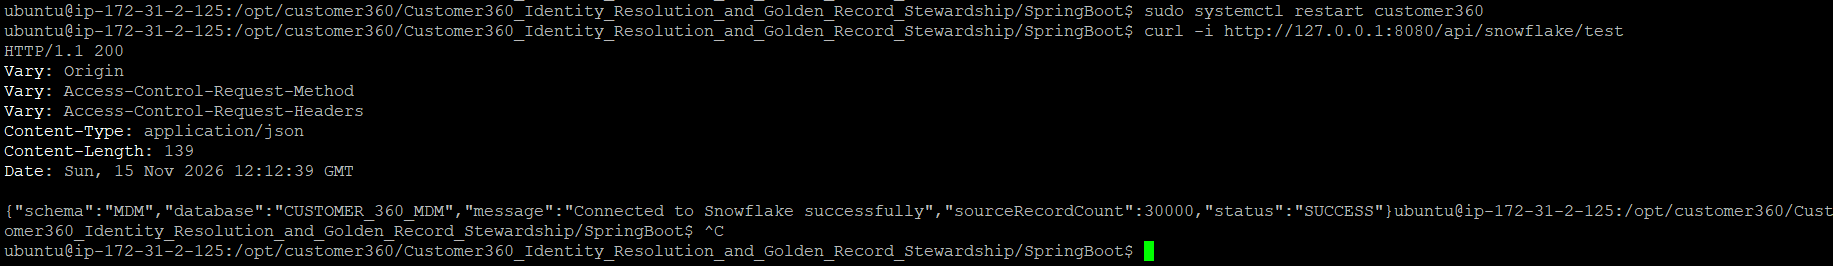 ubuntu@ip-172-31-2-125:/opt/customer360/Customer360_Identity_Resolution_and_Golden_Record_Stewardship/SpringBoot$ sudo systemctl restart customer360
ubuntu@ip-172-31-2-125:/opt/customer360/Customer360_Identity_Resolution_and_Golden_Record_Stewardship/SpringBoot$ curl -i http://127.0.0.1:8080/api/snowflake/test
HTTP/1.1 200
Vary: Origin
Vary: Access-Control-Request-Method
Vary: Access-Control-Request-Headers
Content-Type: application/json
Content-Length: 139
Date: Sun, 15 Nov 2026 12:12:39 GMT

{"schema":"MDM","database":"CUSTOMER_360_MDM","message":"Connected to Snowflake successfully","sourceRecordCount":30000,"status":"SUCCESS"}ubuntu@ip-172-31-2-125:/opt/customer360/Cust
omer360_Identity_Resolution_and_Golden_Record_Stewardship/SpringBoot$ ^C
ubuntu@ip-172-31-2-125:/opt/customer360/Customer360_Identity_Resolution_and_Golden_Record_Stewardship/SpringBoot$